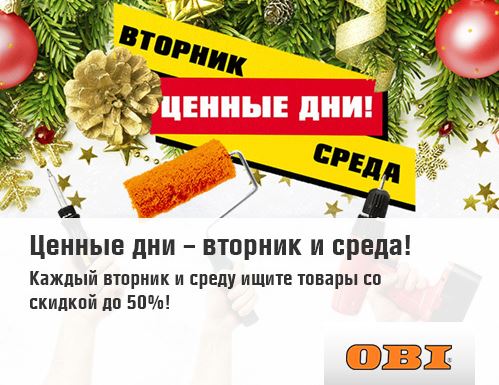 ВТОРНИК
ЦЕННЫЕ ДНИ!
СРЕДА
Ценные дни – вторник и среда!
Каждый вторник и среду ищите товары со
скидкой до 50%!
OBI